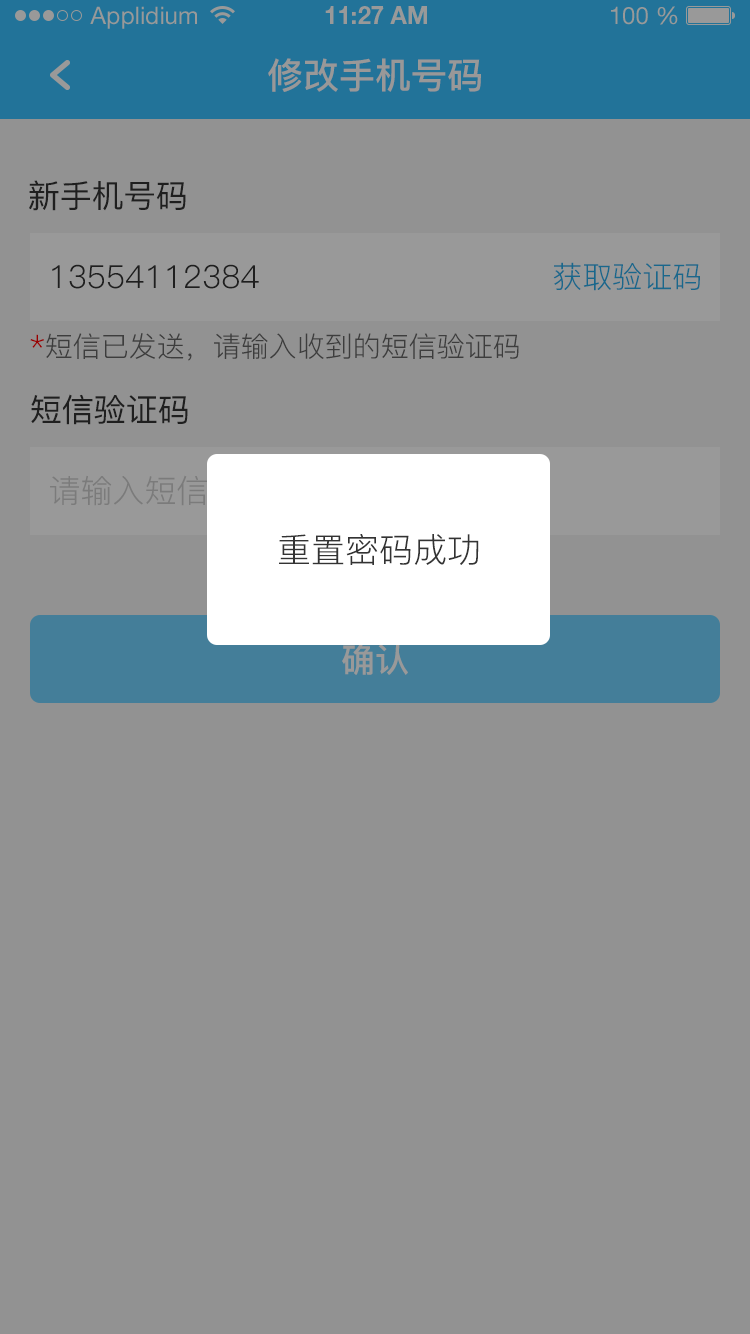 Applidium 11:27 AM 100 %
修改手机号码
新手机号码
13554112384 获取验证码
*短信已发送，请输入收到的短信验证码
短信验证码
请输入短信
重置密码成功
确认